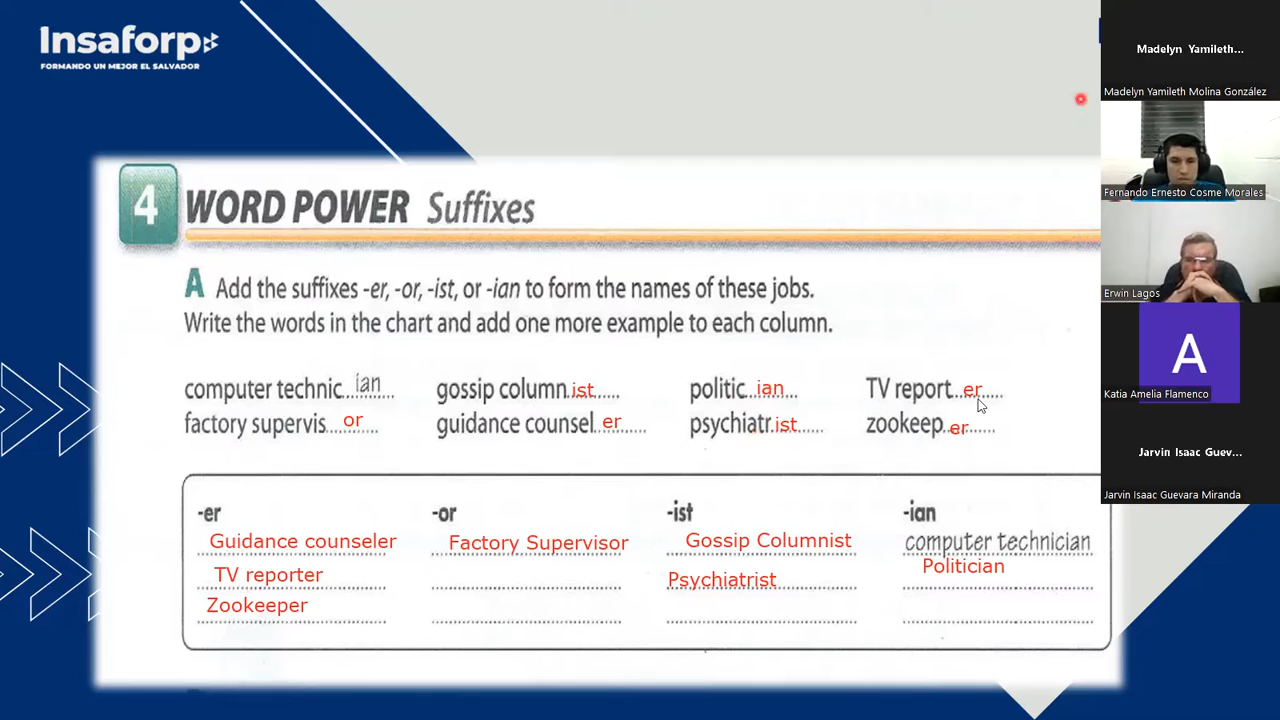 Insaforp
FORMANDO UN MEJOR EL SALVADOR
4 WORD POWER Suffixes
A Add the suffixes -er, -or, -ist, or -ian to form the names of these jobs.
Write the words in the chart and add one more example to each column.
computer technic ian gossip column ist politic ian TV report er
factory supervis or guidance counsel er psychiatr ist zookeep er
-er -or -ist -ian
Guidance counseler Factory Supervisor Gossip Columnist computer technician
TV reporter Psychiatrist Politician
Zookeeper
Madelyn Yamileth...
Madelyn Yamileth Molina González
Fernando Ernesto Cosme Morales
Erwin Lagos
A
Katia Amelia Flamenco
Jarvin Isaac Guev...
Jarvin Isaac Guevara Miranda